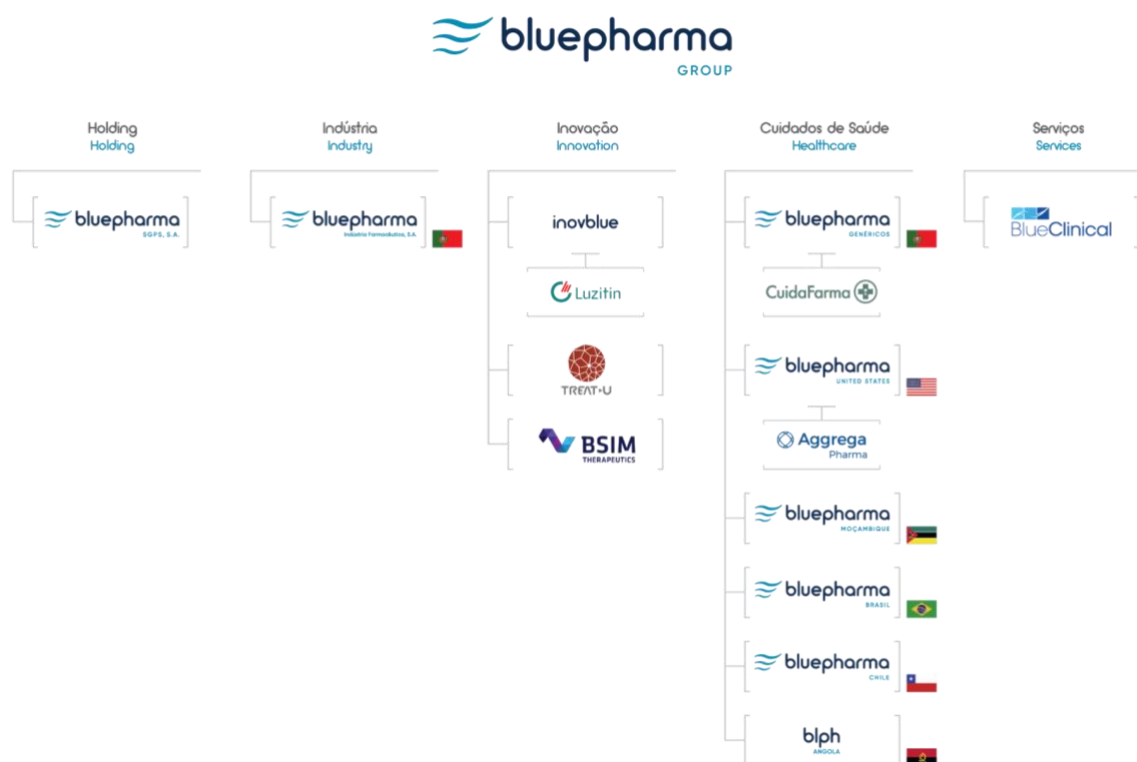 bluepharma
GROUP
Holding
Holding
bluepharma
SGPS, S.A.
Indústria
Industry
bluepharma
Indústria Farmacêutica, S.A.
Inovação
Innovation
inovblue
Luzitin
TREAT•U
BSIM
THERAPEUTICS
Cuidados de Saúde
Healthcare
bluepharma
GENÉRICOS
CuidaFarma
bluepharma
UNITED STATES
Aggrega
Pharma
bluepharma
MOÇAMBIQUE
bluepharma
BRASIL
bluepharma
CHILE
blph
ANGOLA
Serviços
Services
BlueClinical